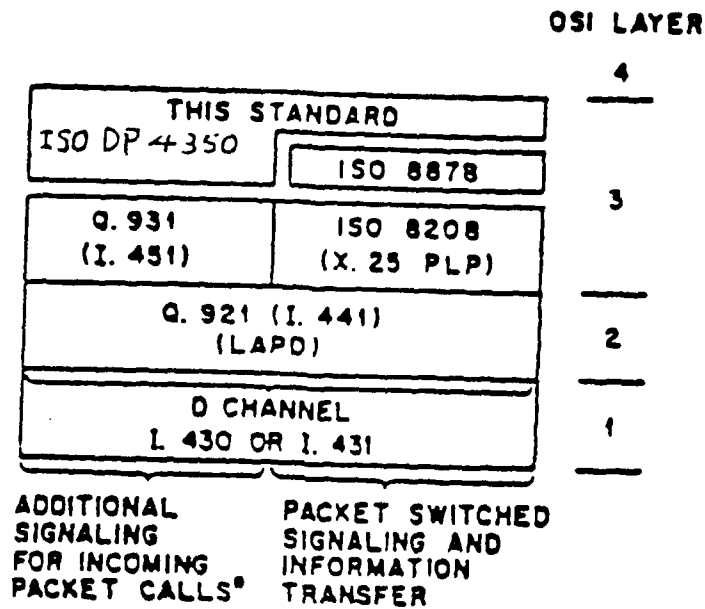 OSI LAYER
4
THIS STANDARD
ISO DP 4350
ISO 8878
3
Q. 931
(I. 451)
ISO 8208
(X. 25 PLP)
Q. 921 (I. 441)
(LAPD)
2
D CHANNEL
I. 430 OR I. 431
1
ADDITIONAL
SIGNALING
FOR INCOMING
PACKET CALLS*
PACKET SWITCHED
SIGNALING AND
INFORMATION
TRANSFER